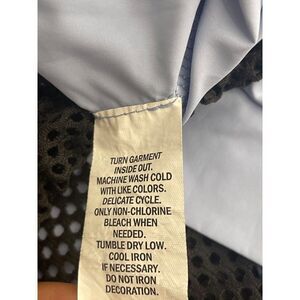 TURN GARMENT
INSIDE OUT.
MACHINE WASH COLD
WITH LIKE COLORS.
DELICATE CYCLE.
ONLY NON-CHLORINE
BLEACH WHEN
NEEDED.
TUMBLE DRY LOW.
COOL IRON
IF NECESSARY.
DO NOT IRON
DECORATION.